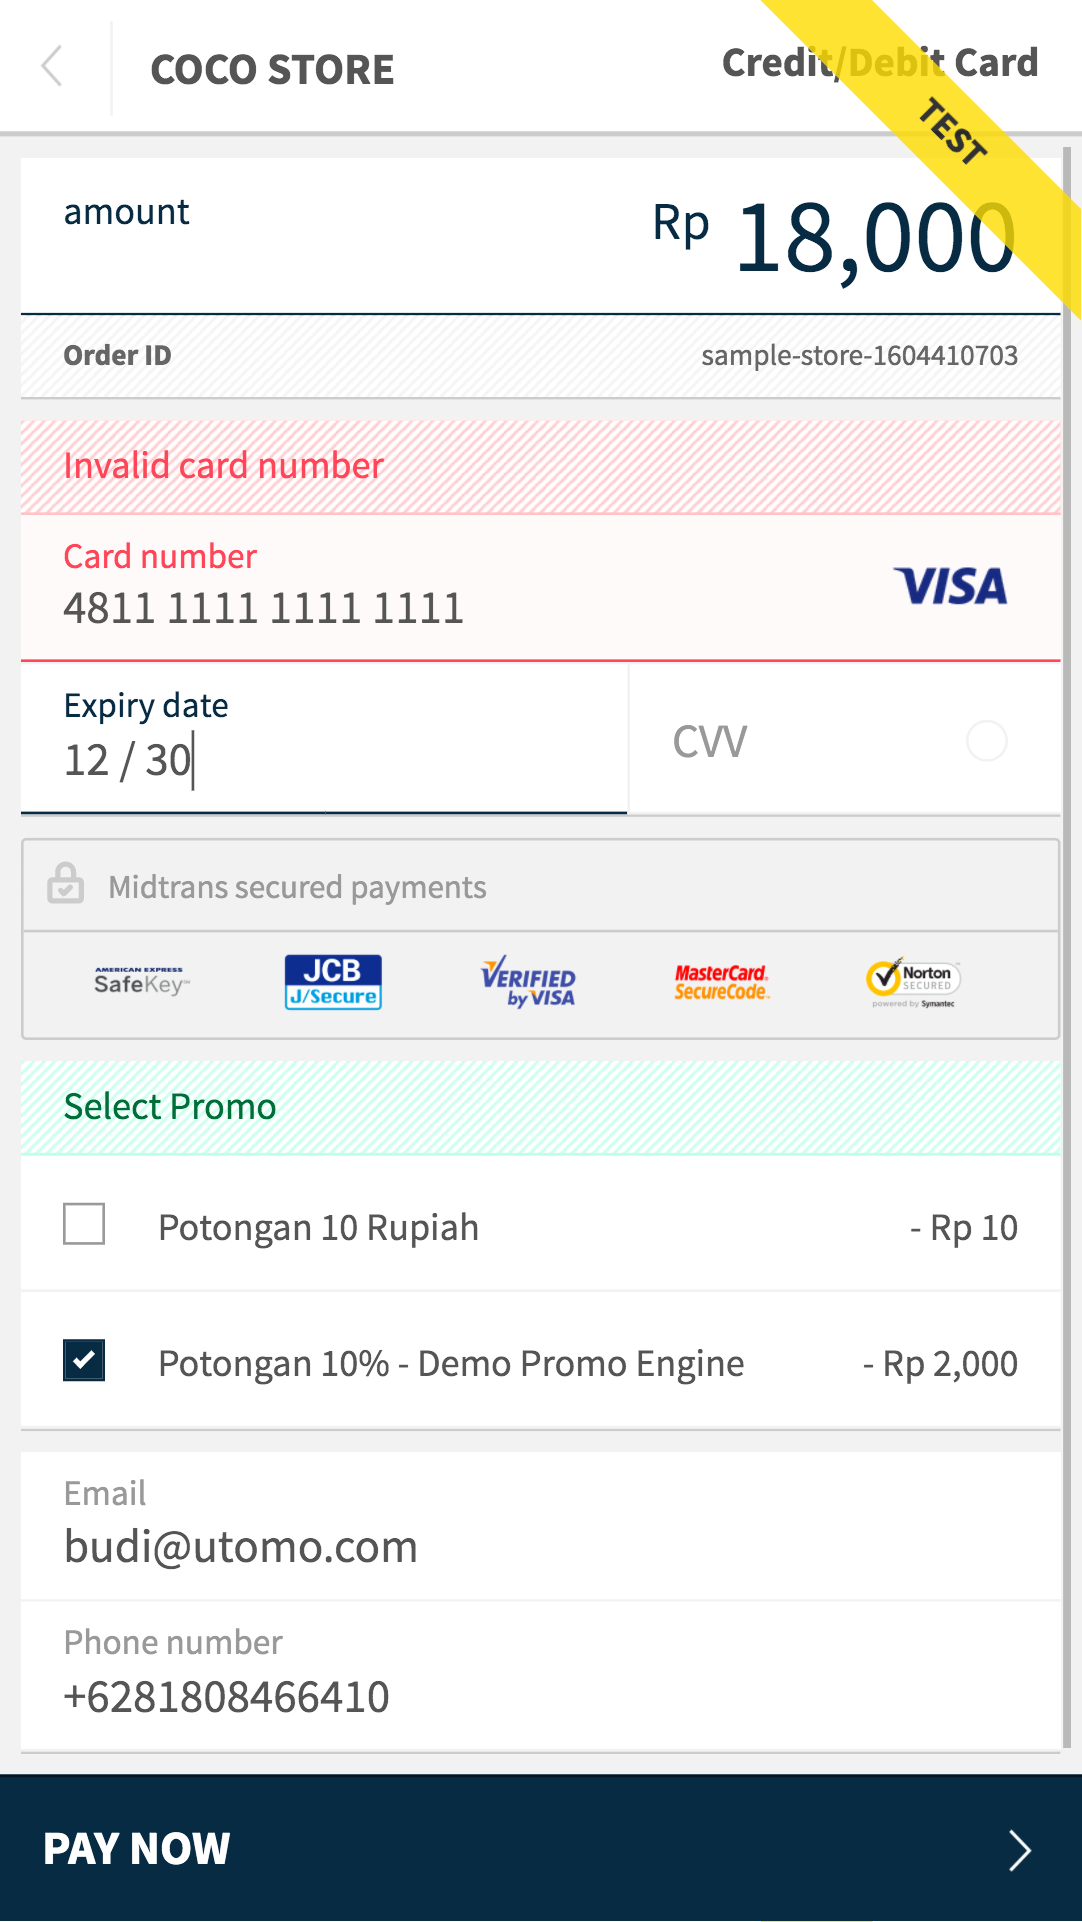 COCO STORE
Credit/Debit Card
TEST
amount
Rp 18,000
Order ID
sample-store-1604410703
Invalid card number
Card number
4811 1111 1111 1111
VISA
Expiry date
12 / 30
CVV
Midtrans secured payments
AMERICAN EXPRESS
SafeKey™
JCB
J/Secure
VERIFIED
by VISA
MasterCard.
SecureCode™
Norton
SECURED
powered by Symantec
Select Promo
Potongan 10 Rupiah
- Rp 10
Potongan 10% - Demo Promo Engine
- Rp 2,000
Email
budi@utomo.com
Phone number
+6281808466410
PAY NOW